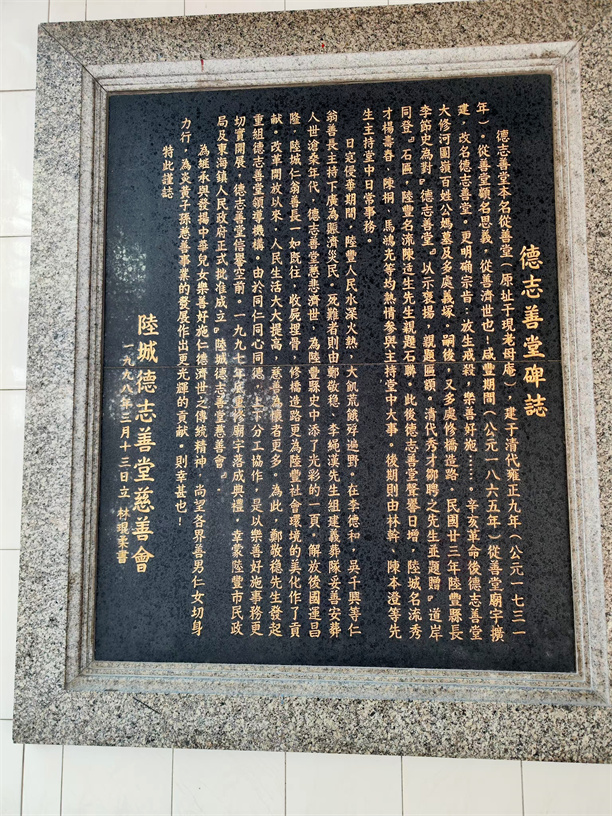 德志善堂碑誌
德志善堂本名從善堂（原址于現老母庵），建于清代雍正九年（公元一七三一
年）。從善堂顧名思義，從善濟世也！咸豐期間（公元一八六五年）從善堂廟宇擴
建，改名德志善堂。更明確宗旨：放生戒殺，樂善好施……辛亥革命後德志善堂
大修河圖嶺百姓公媽墓及多處義塚。嗣後，又多處修橋造路，民國廿三年陸豐縣長
李節史為對『德志善堂』以示褒揚，親題匾額。清代秀才鄒聘之先生並題贈『道岸
同登』石匾，陸豐名流陳造生先生親題石聯。此後德志善堂聲譽日增，陸城名流秀
才揚壽春、陳桐、馬鴻光等均熱情參與主持堂中大事。後期則由林幹、陳本澄等先
生主持堂中日常事務。
日寇侵華期間，陸豐人民水深火熱，大飢荒餓殍遍野。在李德和，吳千興等仁
翁善長主持下廣為賑濟災民。死難者則由鄭敬穩、李繩漢先生組建義葬隊妥善安葬
人世滄桑年代，德志善堂慈悲濟世，為陸豐縣史中添了光彩的一頁。解放後國運昌
隆，陸城仁翁善長一如既往，收屍埋骨，修橋造路更為陸豐社會環境的美化作了貢
獻。改革開放以來，人民生活大大提高，慈善為懷者更多，為此，鄭敬穩先生發起
重組德志善堂領導機構。由於同仁同心同德，上下分工協作，是以樂善好施事務更
切實開展，德志善堂信譽空前。一九九七年底重修廟宇落成典禮，幸蒙陸豐市民政
局及東海鎮人民政府正式批准成立『陸城德志善堂慈善會』。
為繼承與發揚中華兒女樂善好施仁德濟世之傳統精神，尚望各界善男仁女切身
力行，為炎黃子孫慈善事業的發展作出更光輝的貢獻，則幸甚也！
特此謹誌
陸城德志善堂慈善會
一九九八年三月十三日立 林琨 書